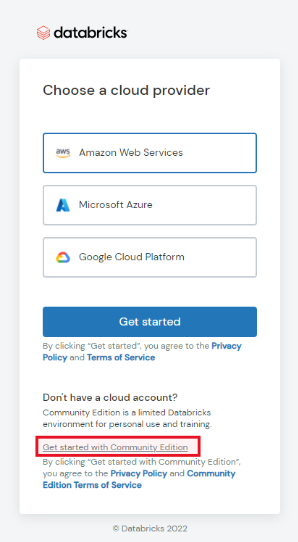 databricks
Choose a cloud provider
aws Amazon Web Services
Microsoft Azure
Google Cloud Platform
Get started
By clicking “Get started”, you agree to the Privacy
Policy and Terms of Service
Don't have a cloud account?
Community Edition is a limited Databricks
environment for personal use and training.
Get started with Community Edition
By clicking “Get started with Community Edition”,
you agree to the Privacy Policy and Community
Edition Terms of Service
© Databricks 2022